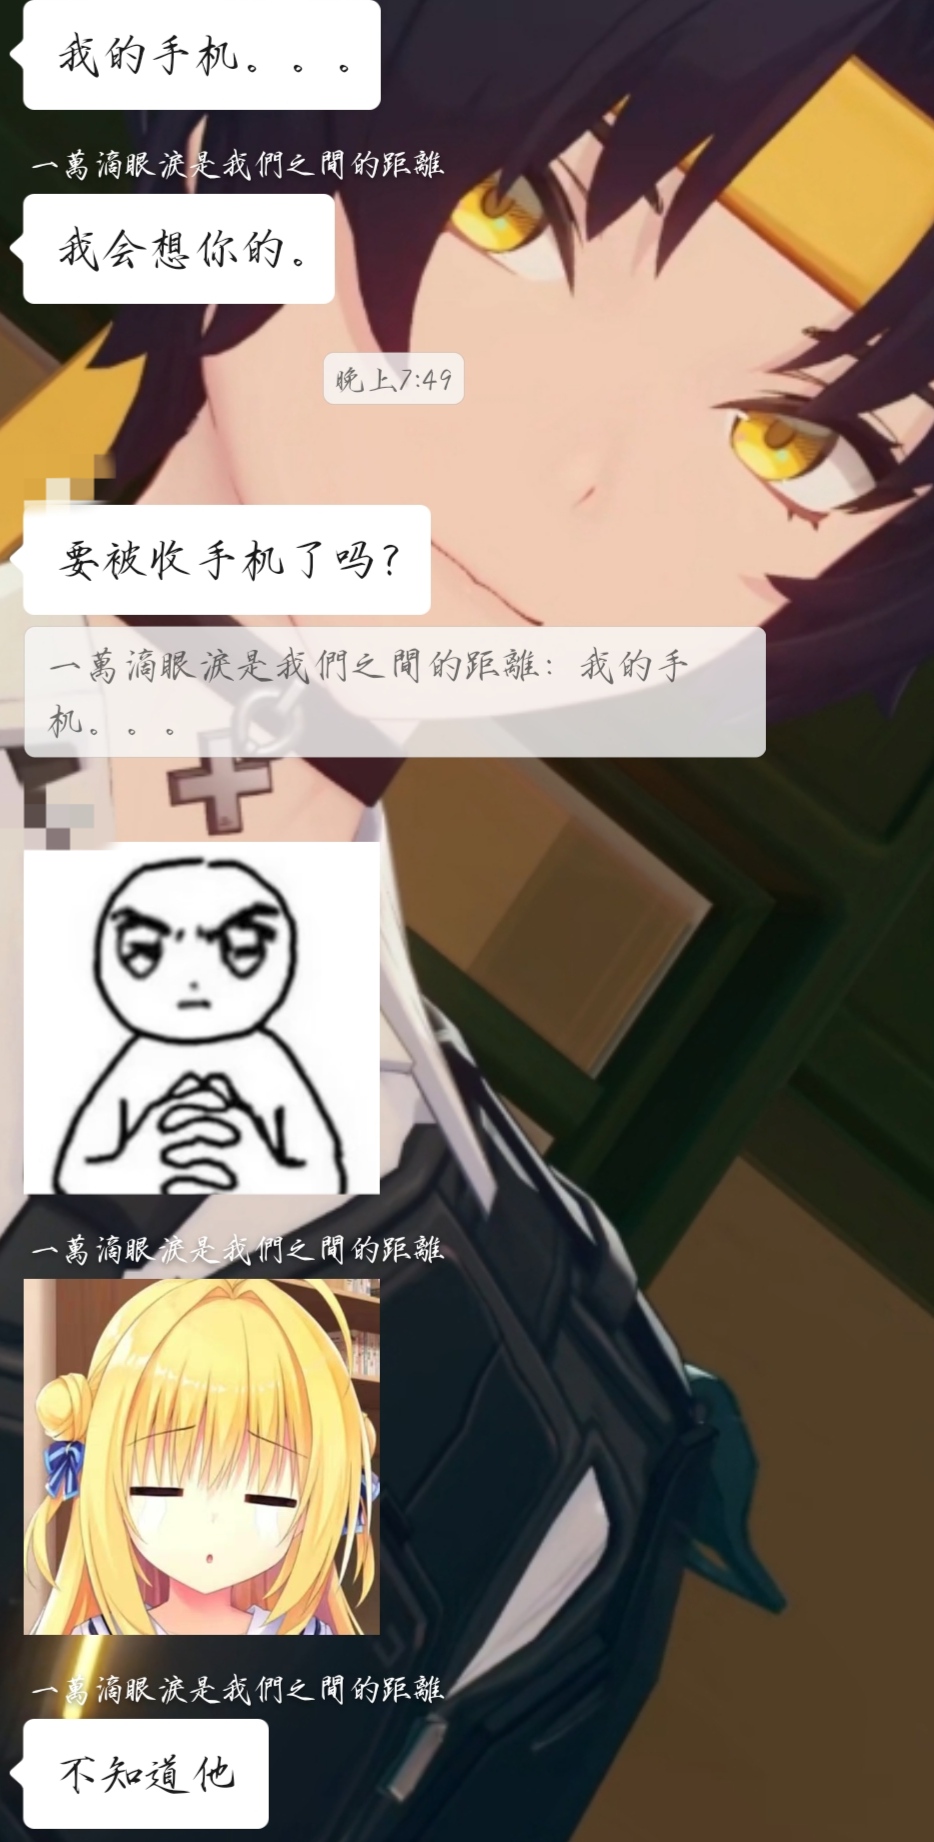 我的手机。。。
一萬滴眼淚是我們之間的距離
我会想你的。
晚上7:49
要被收手机了吗?
一萬滴眼淚是我們之間的距離：我的手
机。。。
一萬滴眼淚是我們之間的距離
一萬滴眼淚是我們之間的距離
不知道他